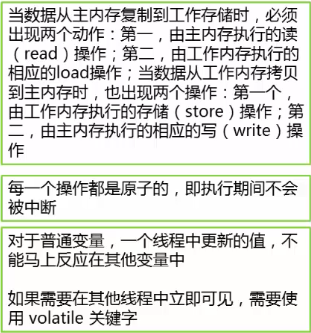 当数据从主内存复制到工作存储时，必须
出现两个动作：第一，由主内存执行的读
（read）操作；第二，由工作内存执行的
相应的load操作；当数据从工作内存拷贝
到主内存时，也出现两个操作：第一个，
由工作内存执行的存储（store）操作；第
二，由主内存执行的相应的写（write）操
作
每一个操作都是原子的，即执行期间不会
被中断
对于普通变量，一个线程中更新的值，不
能马上反应在其他变量中
如果需要在其他线程中立即可见，需要使
用 volatile 关键字